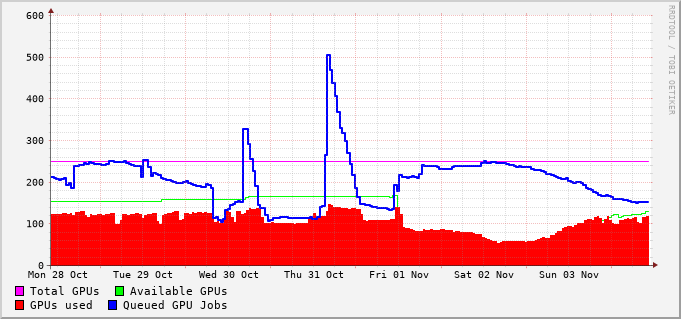 600
500
400
300
200
100
0
Mon 28 Oct Tue 29 Oct Wed 30 Oct Thu 31 Oct Fri 01 Nov Sat 02 Nov Sun 03 Nov
Total GPUs Available GPUs
GPUs used Queued GPU Jobs
RRDTOOL / TOBI OETIKER